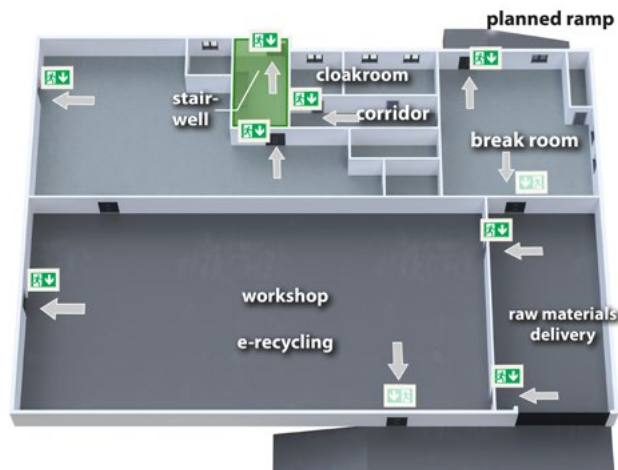 planned ramp
cloakroom
stair-
well
corridor
break room
workshop
e-recycling
raw materials
delivery